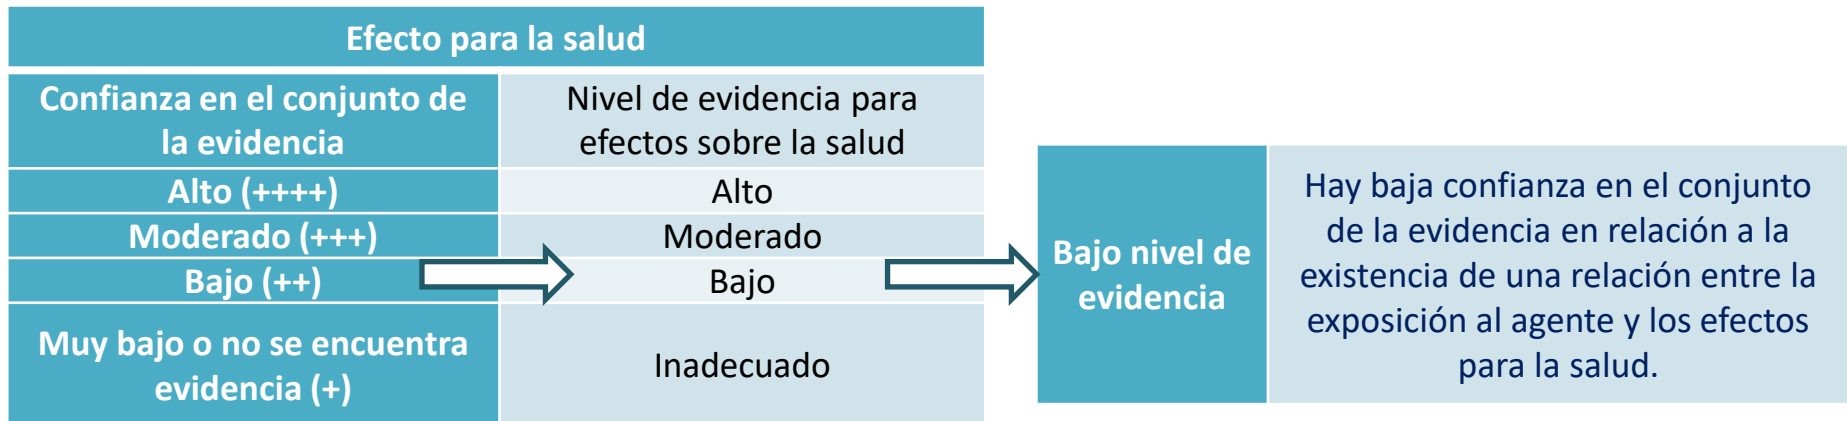 Efecto para la salud
Confianza en el conjunto de
la evidencia
Nivel de evidencia para
efectos sobre la salud
Alto (++++)
Alto
Moderado (+++)
Moderado
Bajo (++)
Bajo
Muy bajo o no se encuentra
evidencia (+)
Inadecuado
Bajo nivel de
evidencia
Hay baja confianza en el conjunto
de la evidencia en relación a la
existencia de una relación entre la
exposición al agente y los efectos
para la salud.